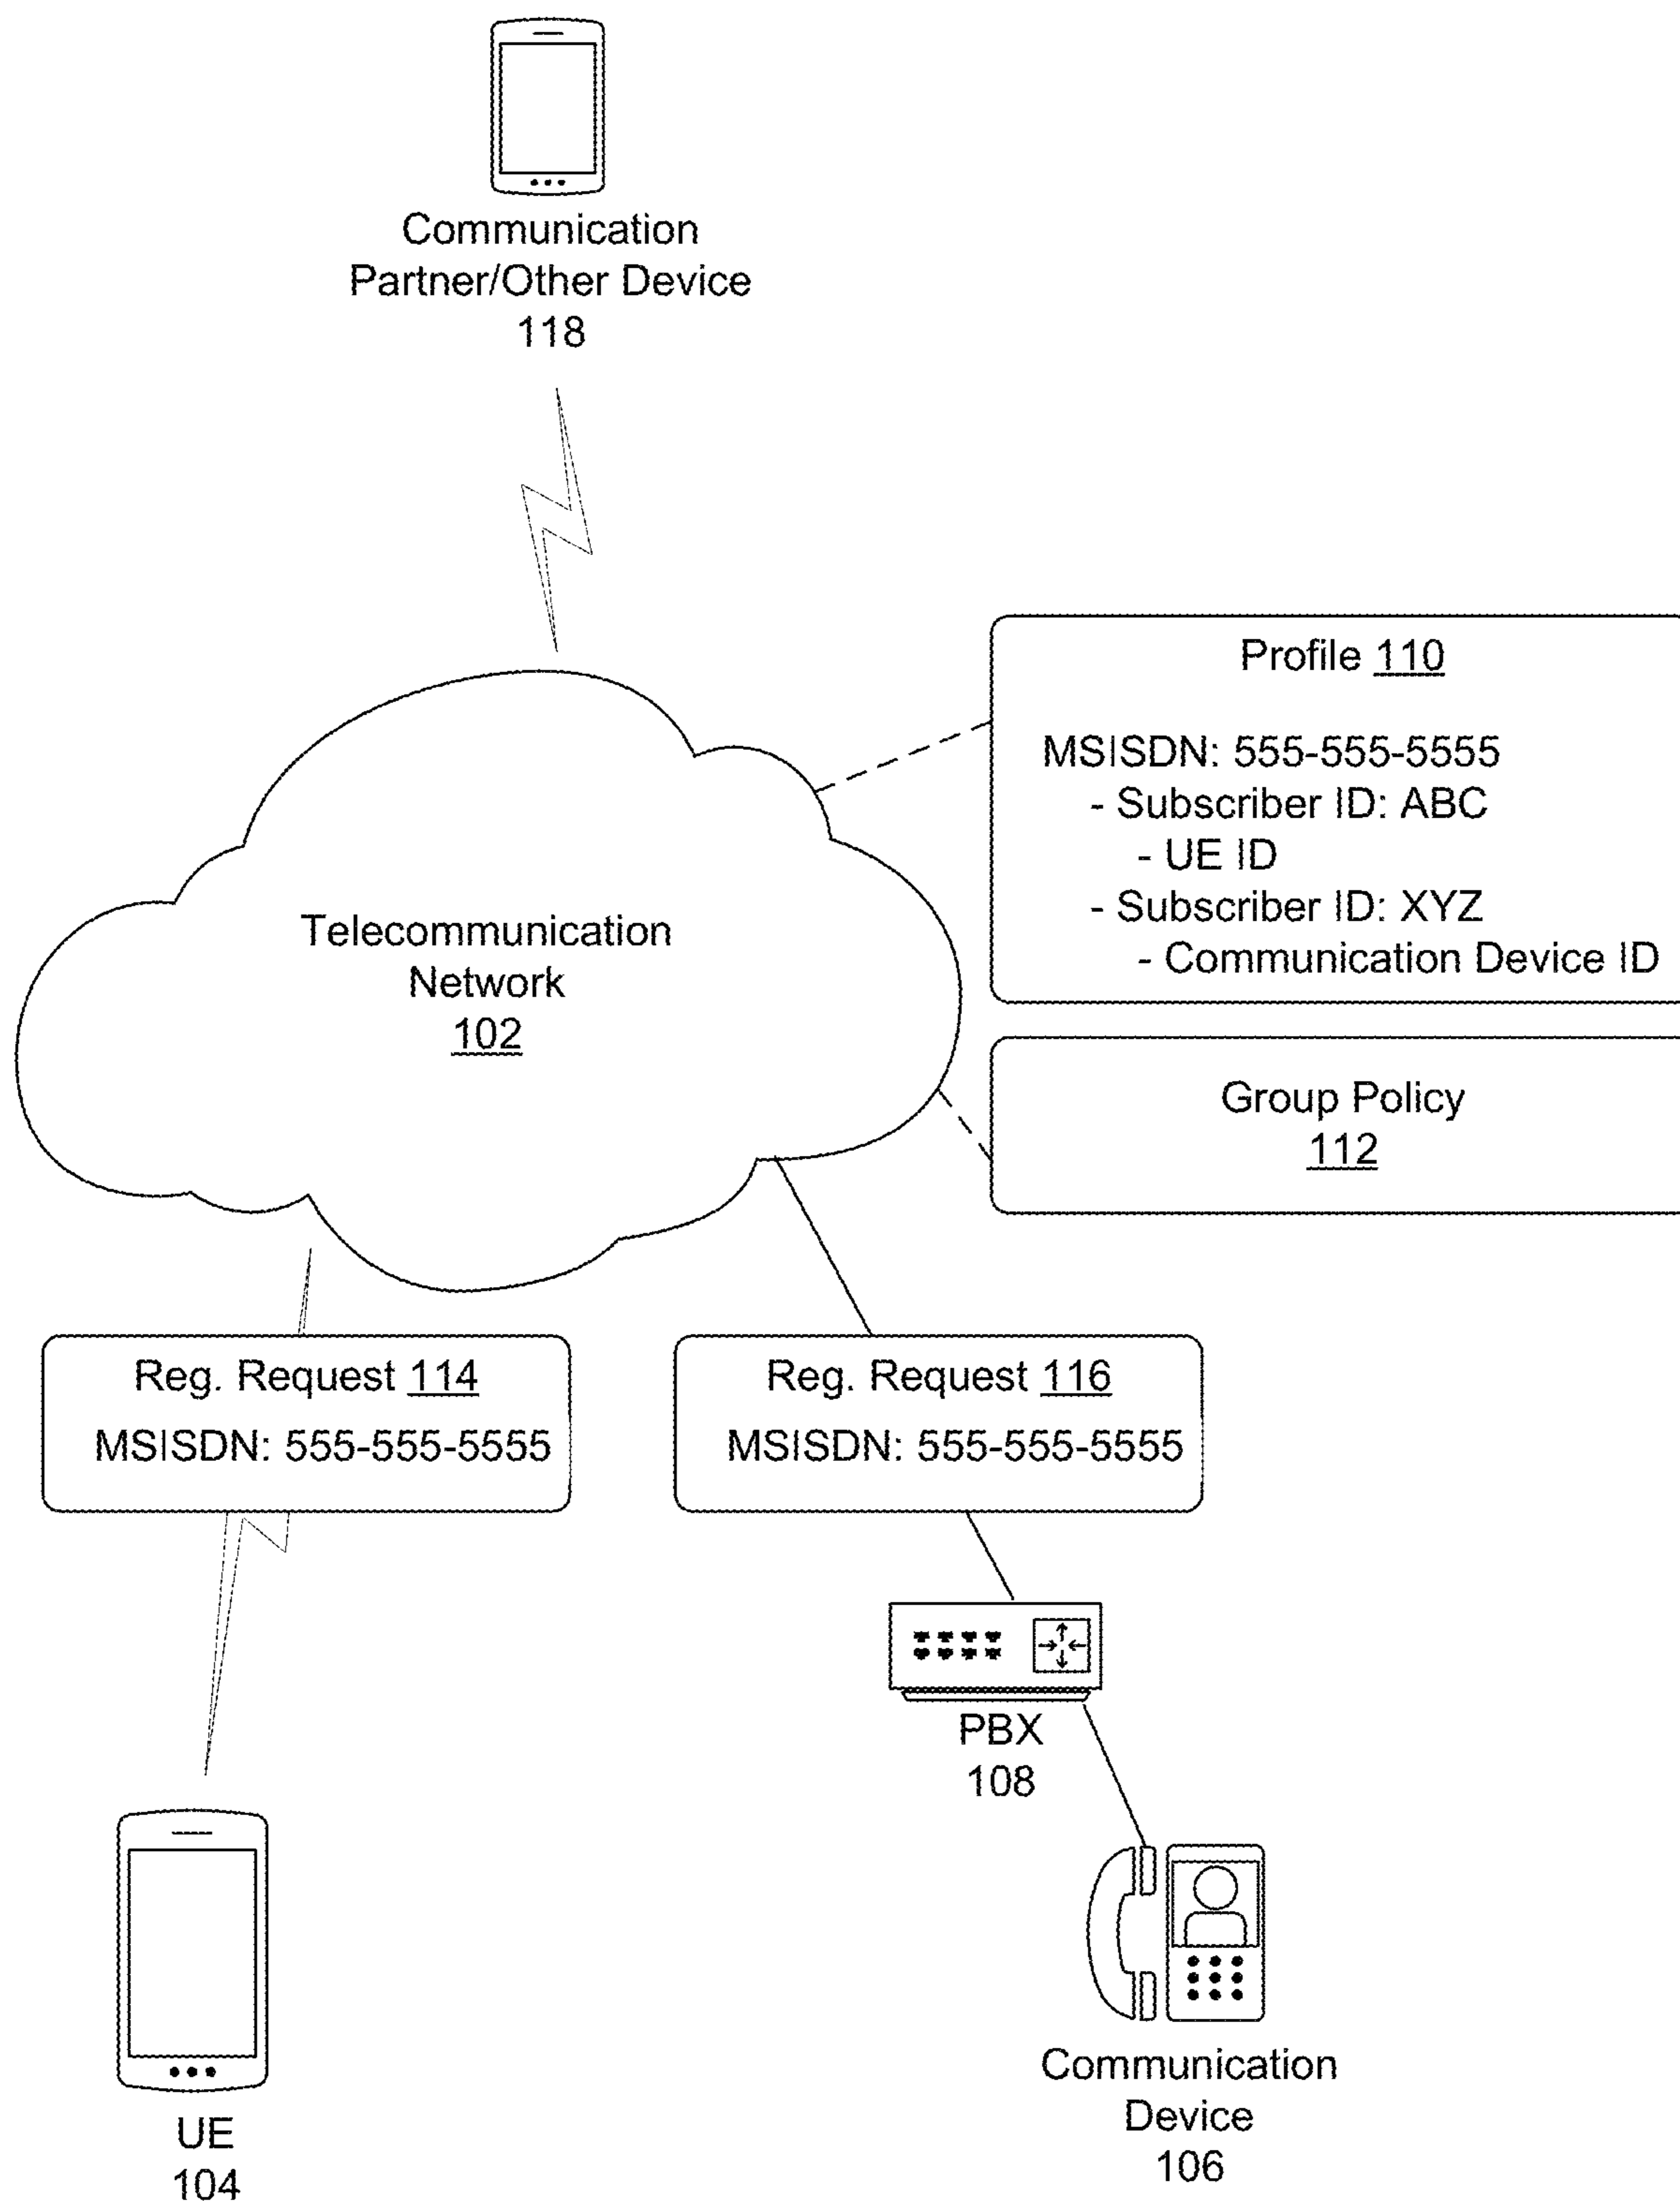 Communication
Partner/Other Device
118
Profile 110
MSISDN: 555-555-5555
- Subscriber ID: ABC
- UE ID
- Subscriber ID: XYZ
- Communication Device ID
Telecommunication
Network
102
Group Policy
112
Reg. Request 114
MSISDN: 555-555-5555
Reg. Request 116
MSISDN: 555-555-5555
PBX
108
UE
104
Communication
Device
106